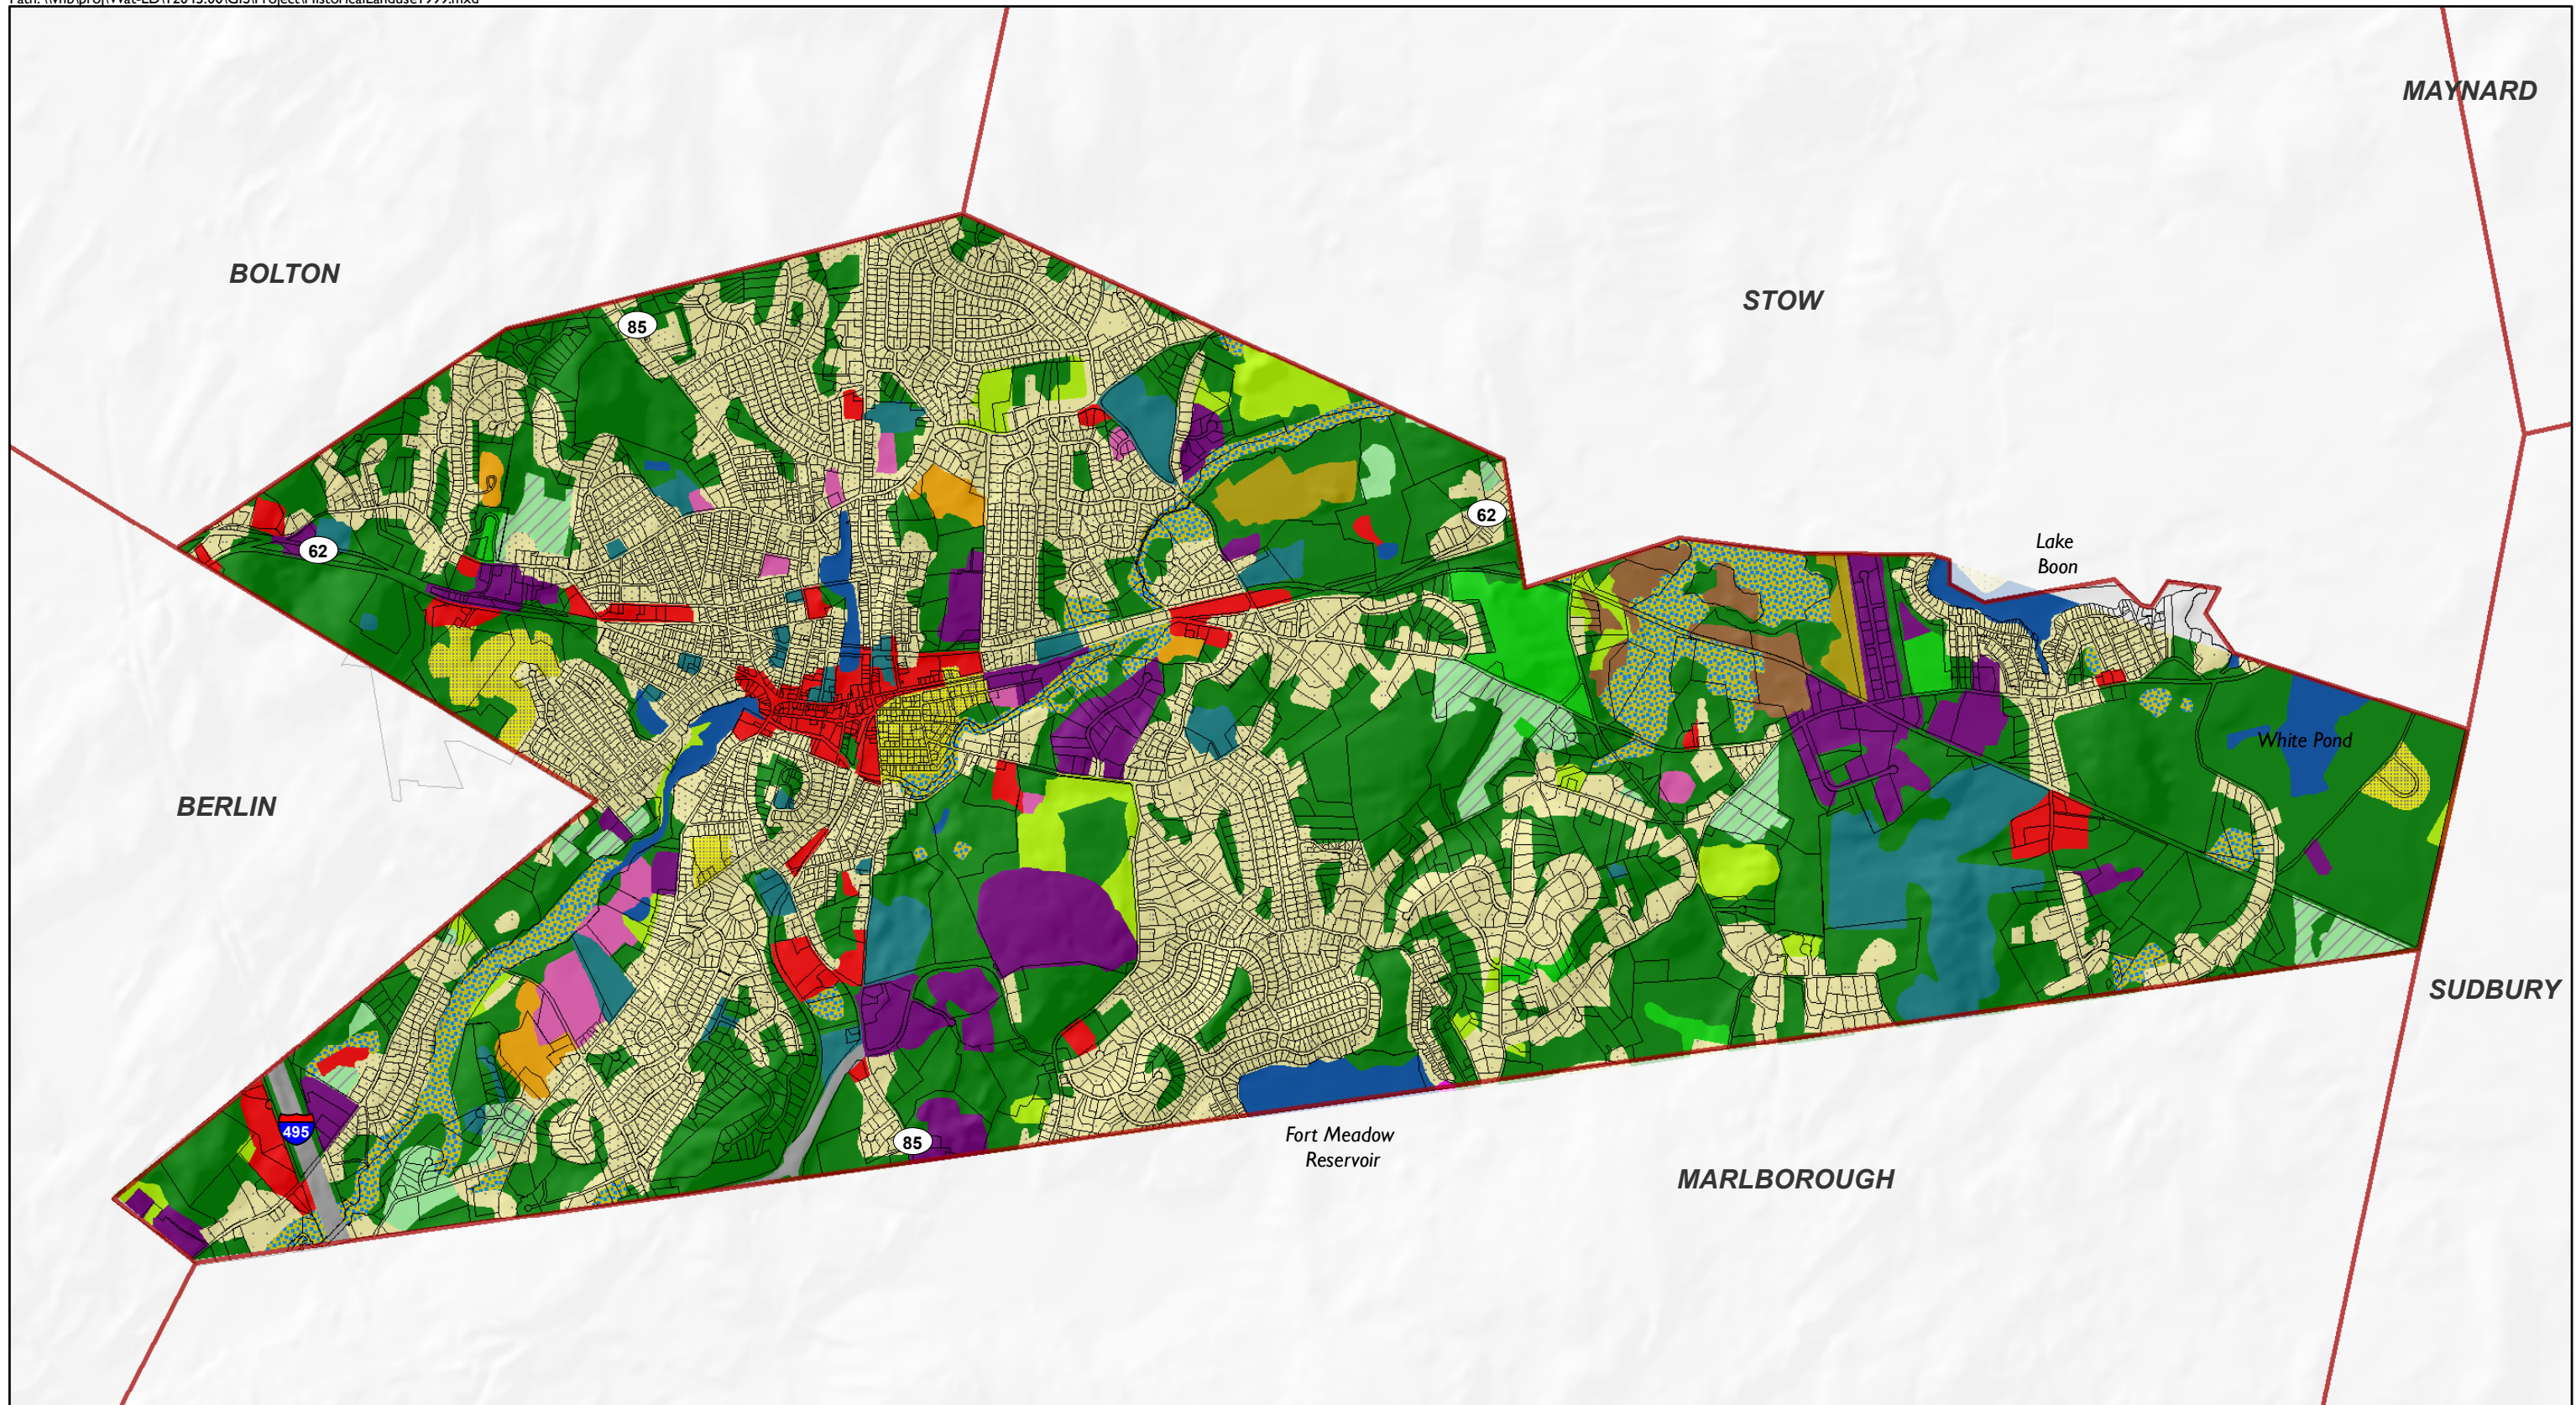 MAYNARD
BOLTON
STOW
85
62
62
Lake
Boon
White Pond
BERLIN
SUDBURY
495
85
Fort Meadow
Reservoir
MARLBOROUGH